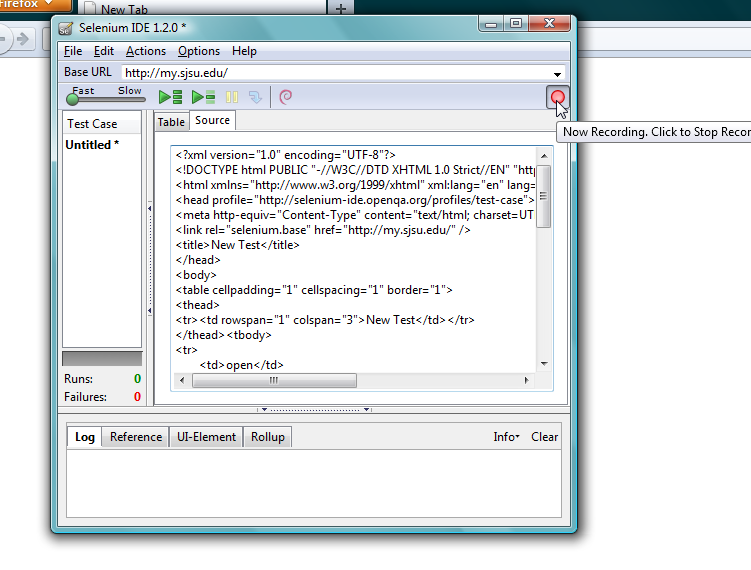 Firefox
New Tab
Selenium IDE 1.2.0 *
File Edit Actions Options Help
Base URL http://my.sjsu.edu/
Fast Slow
Now Recording. Click to Stop Recor
Test Case
Untitled *
Table Source
<?xml version="1.0" encoding="UTF-8"?>
<!DOCTYPE html PUBLIC "-//W3C//DTD XHTML 1.0 Strict//EN" "http
<html xmlns="http://www.w3.org/1999/xhtml" xml:lang="en" lang=
<head profile="http://selenium-ide.openqa.org/profiles/test-case">
<meta http-equiv="Content-Type" content="text/html; charset=UT
<link rel="selenium.base" href="http://my.sjsu.edu/" />
<title>New Test</title>
</head>
<body>
<table cellpadding="1" cellspacing="1" border="1">
<thead>
<tr><td rowspan="1" colspan="3">New Test</td></tr>
</thead><tbody>
<tr>
<td>open</td>
Runs: 0
Failures: 0
Log Reference UI-Element Rollup Info Clear